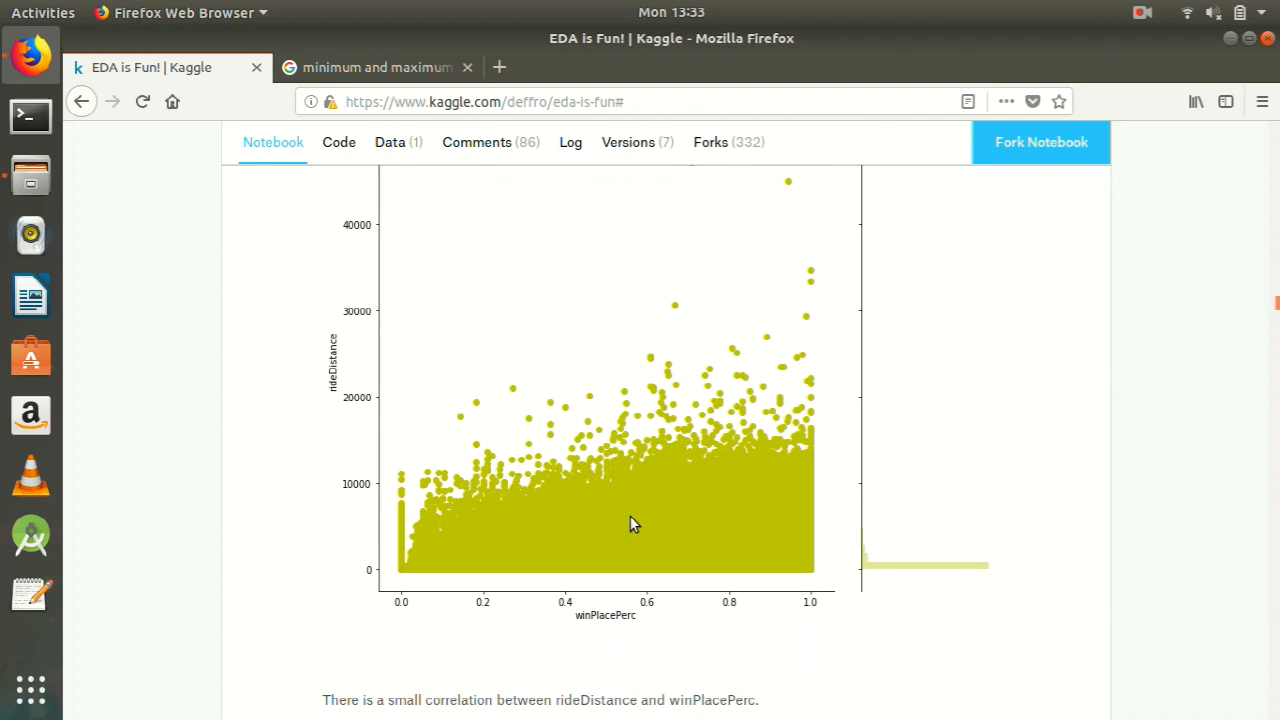 Activities Firefox Web Browser Mon 13:33
EDA is Fun! | Kaggle - Mozilla Firefox
EDA is Fun! | Kaggle minimum and maximum
https://www.kaggle.com/deffro/eda-is-fun#
Notebook Code Data (1) Comments (86) Log Versions (7) Forks (332) Fork Notebook
40000
30000
rideDistance
20000
10000
0
0.0 0.2 0.4 0.6 0.8 1.0
winPlacePerc
There is a small correlation between rideDistance and winPlacePerc.